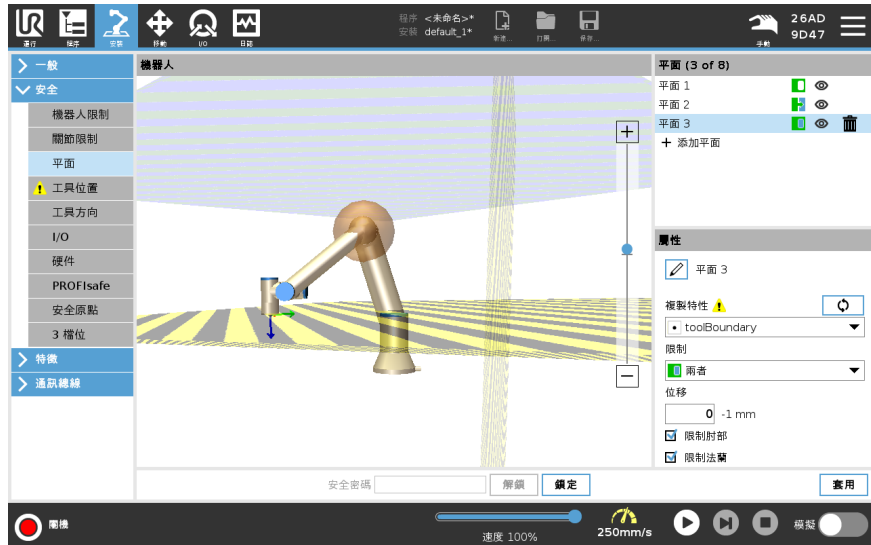 UR
運行
程序
安裝
移動
I/O
日誌
程序 <未命名>*
安裝 default_1*
新建...
打開...
保存...
手動
26AD
9D47
一般
安全
機器人限制
關節限制
平面
工具位置
工具方向
I/O
硬件
PROFIsafe
安全原點
3 檔位
特徵
通訊總線
機器人
平面 (3 of 8)
平面 1
平面 2
平面 3
添加平面
屬性
平面 3
複製特性
toolBoundary
限制
兩者
位移
0 -1 mm
限制肘部
限制法蘭
安全密碼
解鎖
鎖定
套用
關機
速度 100%
250mm/s
模擬